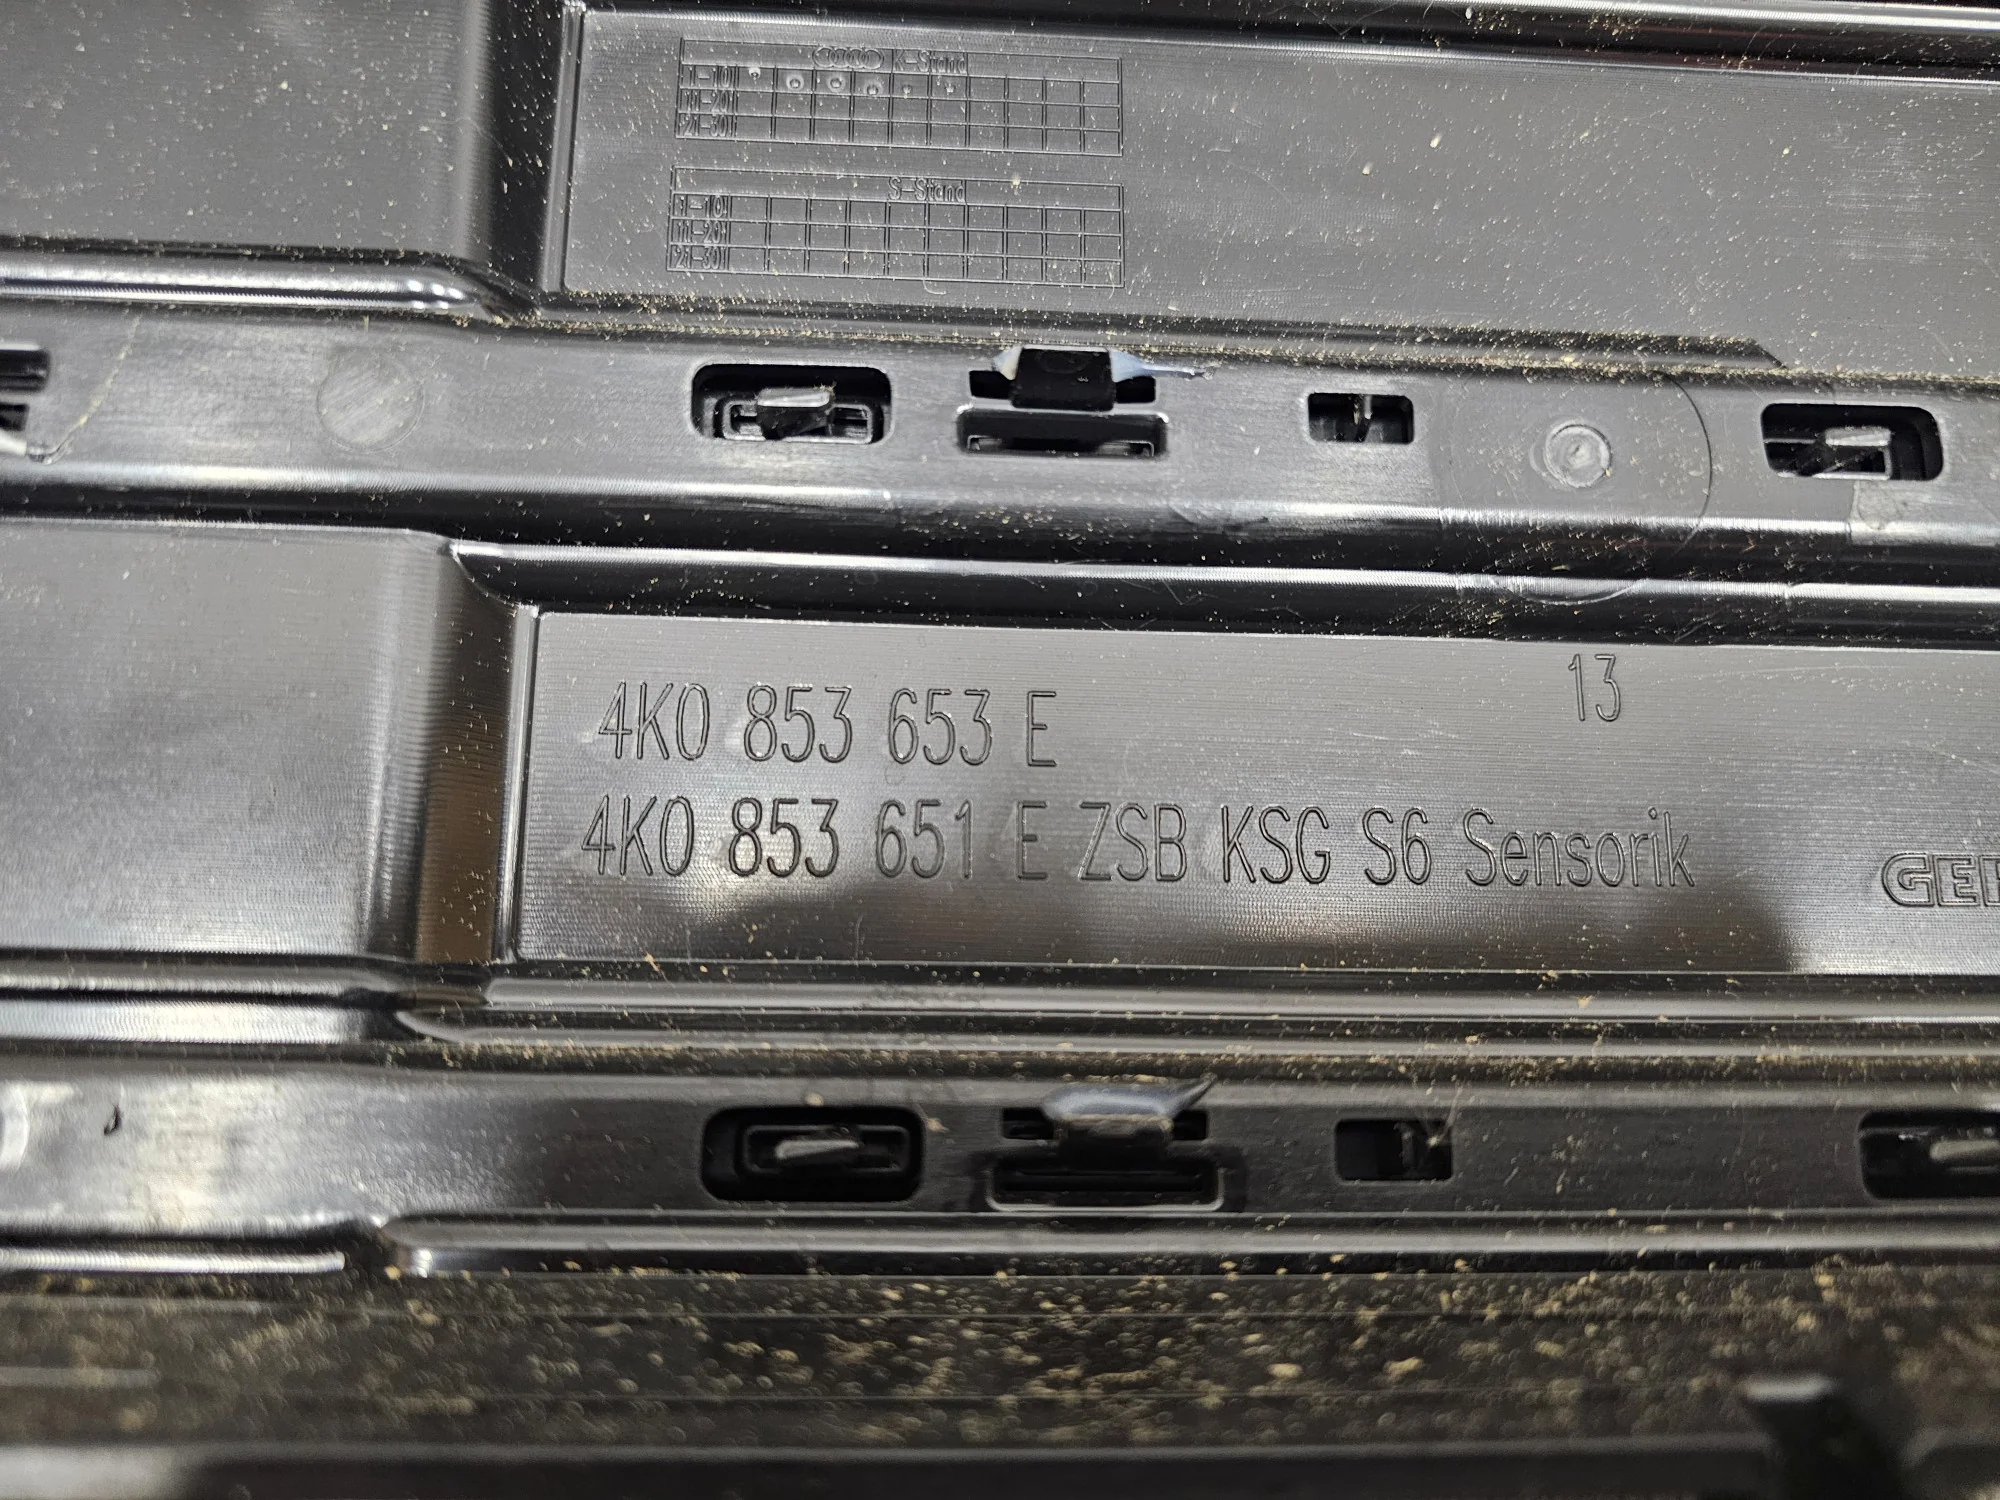 K-Stand
1-10
11-20
21-30
S-Stand
1-10
11-20
21-30
13
4K0 853 653 E
4K0 853 651 E ZSB KSG S6 Sensorik
GER